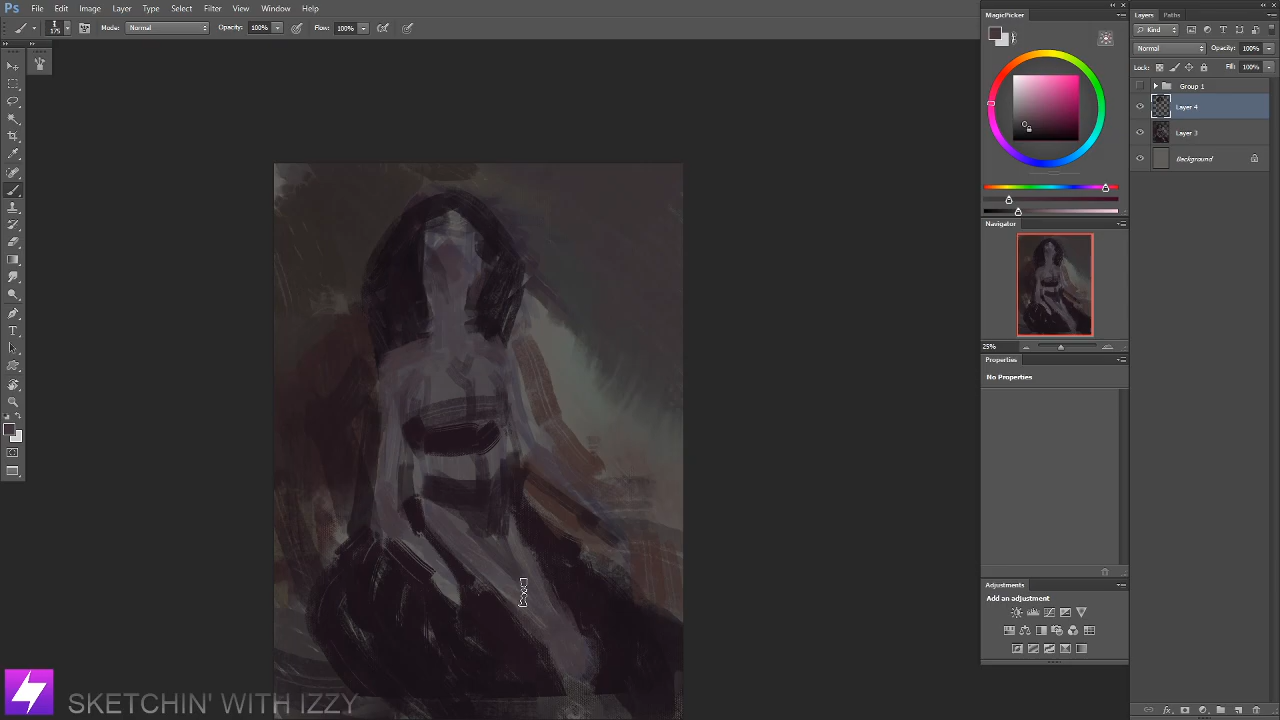 Ps File Edit Image Layer Type Select Filter View Window Help
175 Mode: Normal Opacity: 100% Flow: 100%
MagicPicker
Navigator
25%
Properties
No Properties
Adjustments
Add an adjustment
Layers Paths
Kind
Normal Opacity: 100%
Lock: Fill: 100%
Group 1
Layer 4
Layer 3
Background
fx
SKETCHIN' WITH IZZY